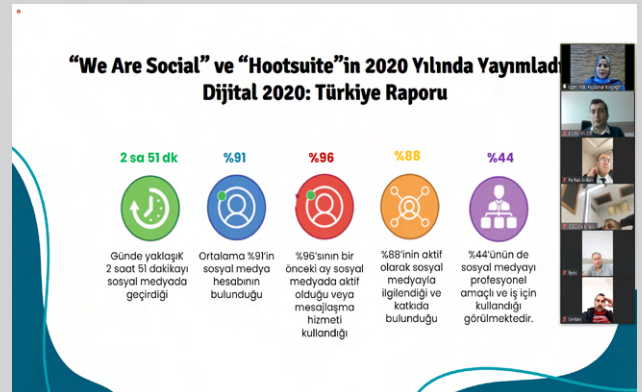 “We Are Social” ve “Hootsuite”in 2020 Yılında Yayımladı
Dijital 2020: Türkiye Raporu
2 sa 51 dk
Günde yaklaşıK
2 saat 51 dakikayı
sosyal medyada
geçirdiği
%91
Ortalama %91’in
sosyal medya
hesabının
bulunduğu
%96
%96’sının bir
önceki ay sosyal
medyada aktif
olduğu veya
mesajlaşma
hizmeti
kullandığı
%88
%88’inin aktif
olarak sosyal
medyayla
ilgilendiği ve
katkıda
bulunduğu
%44
%44’ünün de
sosyal medyayı
profesyonel
amaçlı ve iş için
kullandığı
görülmektedir.
Serkan